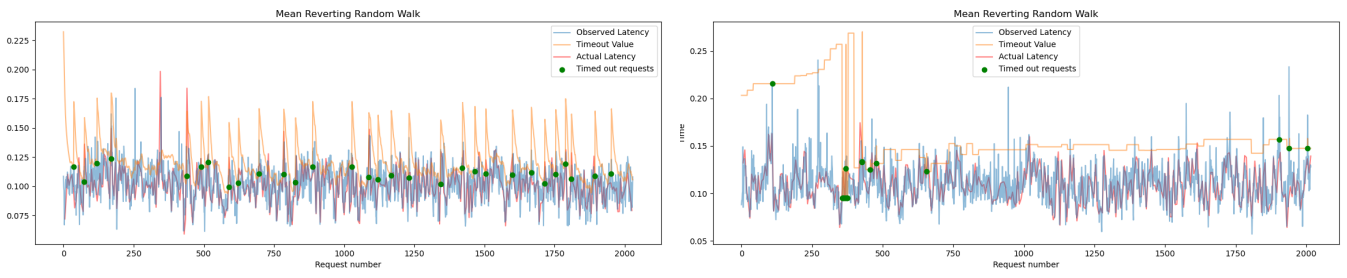 Mean Reverting Random Walk
0.225
0.200
0.175
0.150
0.125
0.100
0.075
0
250
500
750
1000
1250
1500
1750
2000
Request number
Observed Latency
Timeout Value
Actual Latency
Timed out requests
Mean Reverting Random Walk
0.25
0.20
0.15
0.10
0.05
0
250
500
750
1000
1250
1500
1750
2000
Request number
Observed Latency
Timeout Value
Actual Latency
Timed out requests